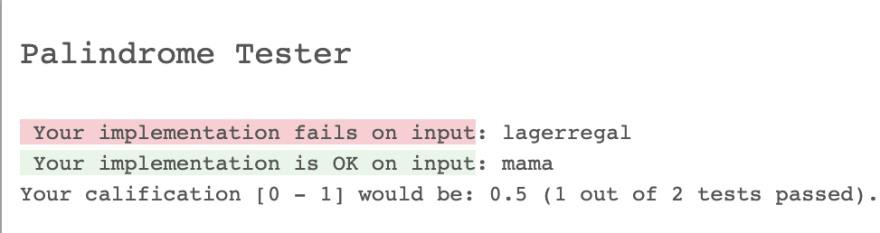 Palindrome Tester
Your implementation fails on input: lagerregal
Your implementation is OK on input: mama
Your calification [0 - 1] would be: 0.5 (1 out of 2 tests passed).